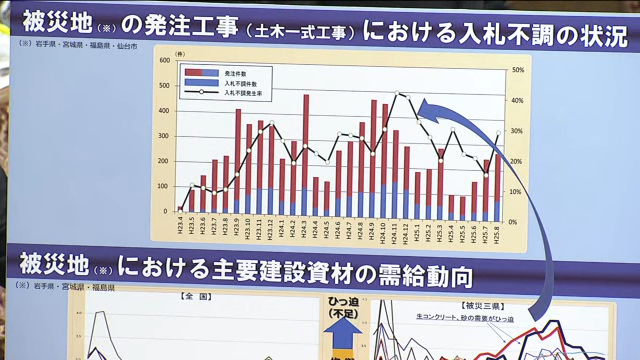 被災地(※)の発注工事(土木一式工事)における入札不調の状況
(※)岩手県・宮城県・福島県・仙台市
(件)
600
500
400
300
200
100
0
発注件数
入札不調件数
入札不調発生率
50%
40%
30%
20%
10%
0%
H23.4
H23.5
H23.6
H23.7
H23.8
H23.9
H23.10
H23.11
H23.12
H24.1
H24.2
H24.3
H24.4
H24.5
H24.6
H24.7
H24.8
H24.9
H24.10
H24.11
H24.12
H25.1
H25.2
H25.3
H25.4
H25.5
H25.6
H25.7
H25.8
被災地(※)における主要建設資材の需給動向
(※)岩手県・宮城県・福島県
【全 国】
ひっ迫
(不足)
【被災三県】
生コンクリート、砂の需要がひっ迫